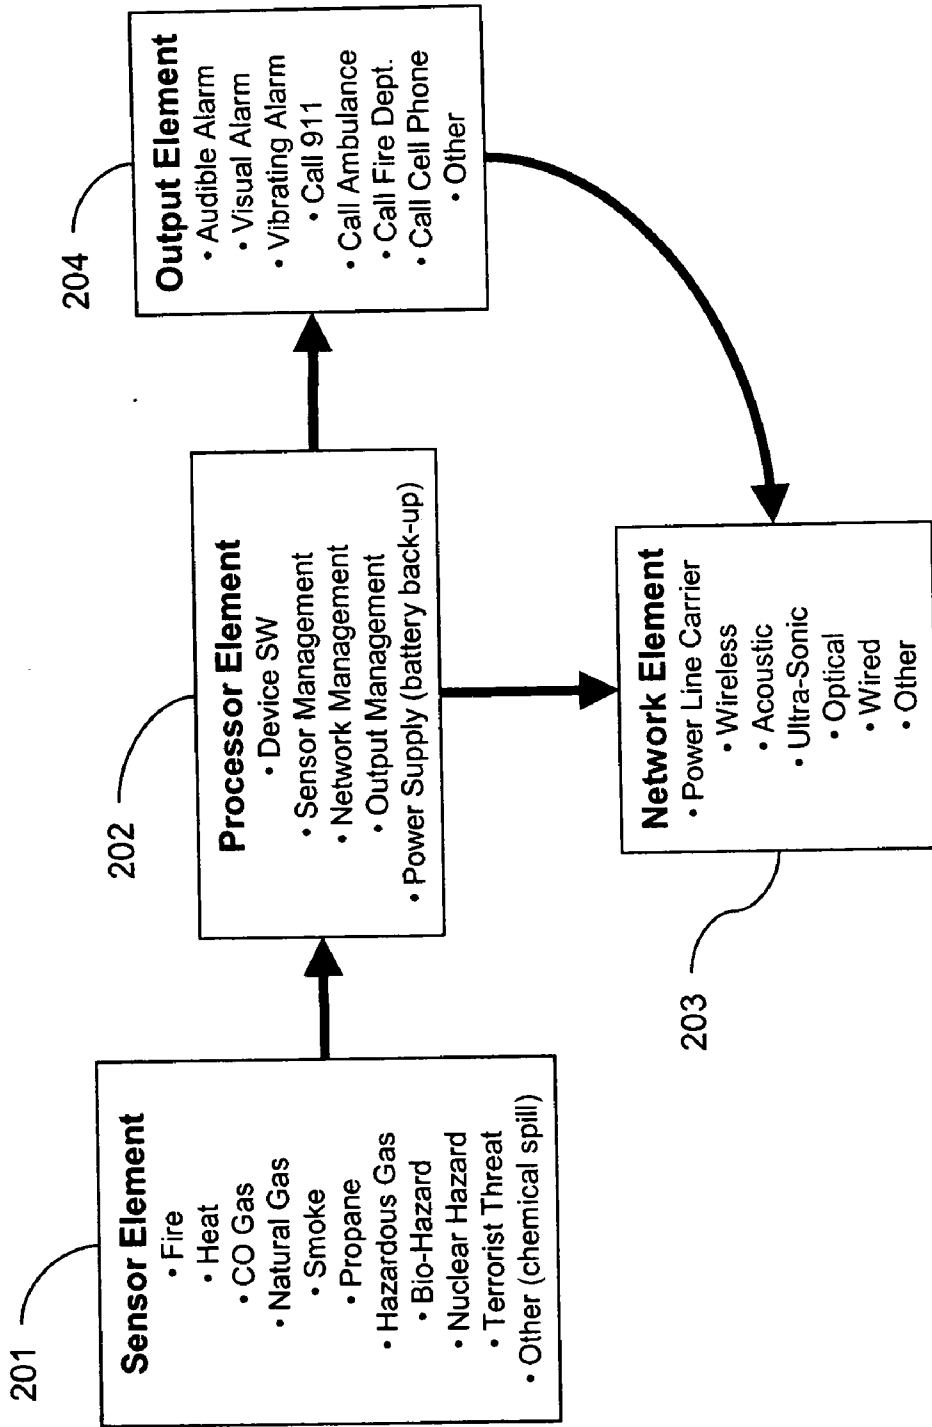 201
Sensor Element
• Fire
• Heat
• CO Gas
• Natural Gas
• Smoke
• Propane
• Hazardous Gas
• Bio-Hazard
• Nuclear Hazard
• Terrorist Threat
• Other (chemical spill)
202
Processor Element
• Device SW
• Sensor Management
• Network Management
• Output Management
• Power Supply (battery back-up)
204
Output Element
• Audible Alarm
• Visual Alarm
• Vibrating Alarm
• Call 911
• Call Ambulance
• Call Fire Dept.
• Call Cell Phone
• Other
203
Network Element
• Power Line Carrier
• Wireless
• Acoustic
• Ultra-Sonic
• Optical
• Wired
• Other